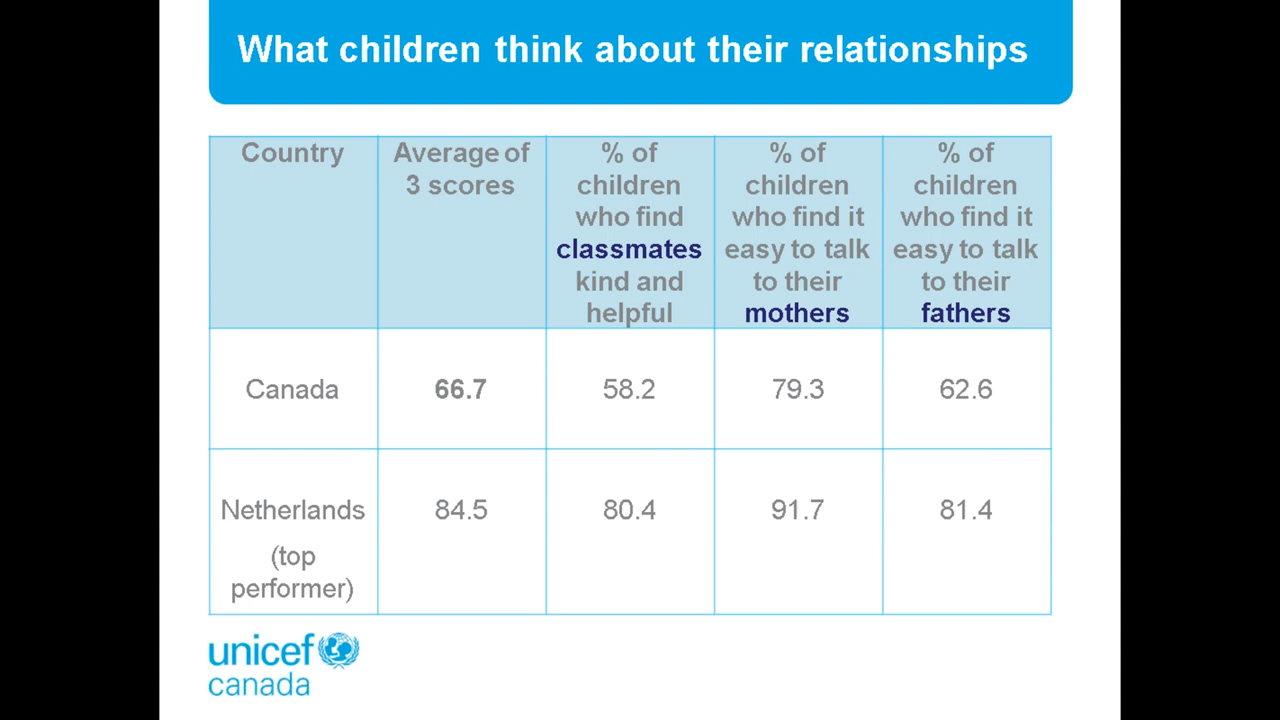 What children think about their relationships
Country
Average of
3 scores
% of
children
who find
classmates
kind and
helpful
% of
children
who find it
easy to talk
to their
mothers
% of
children
who find it
easy to talk
to their
fathers
Canada
66.7
58.2
79.3
62.6
Netherlands
(top
performer)
84.5
80.4
91.7
81.4
unicef
canada